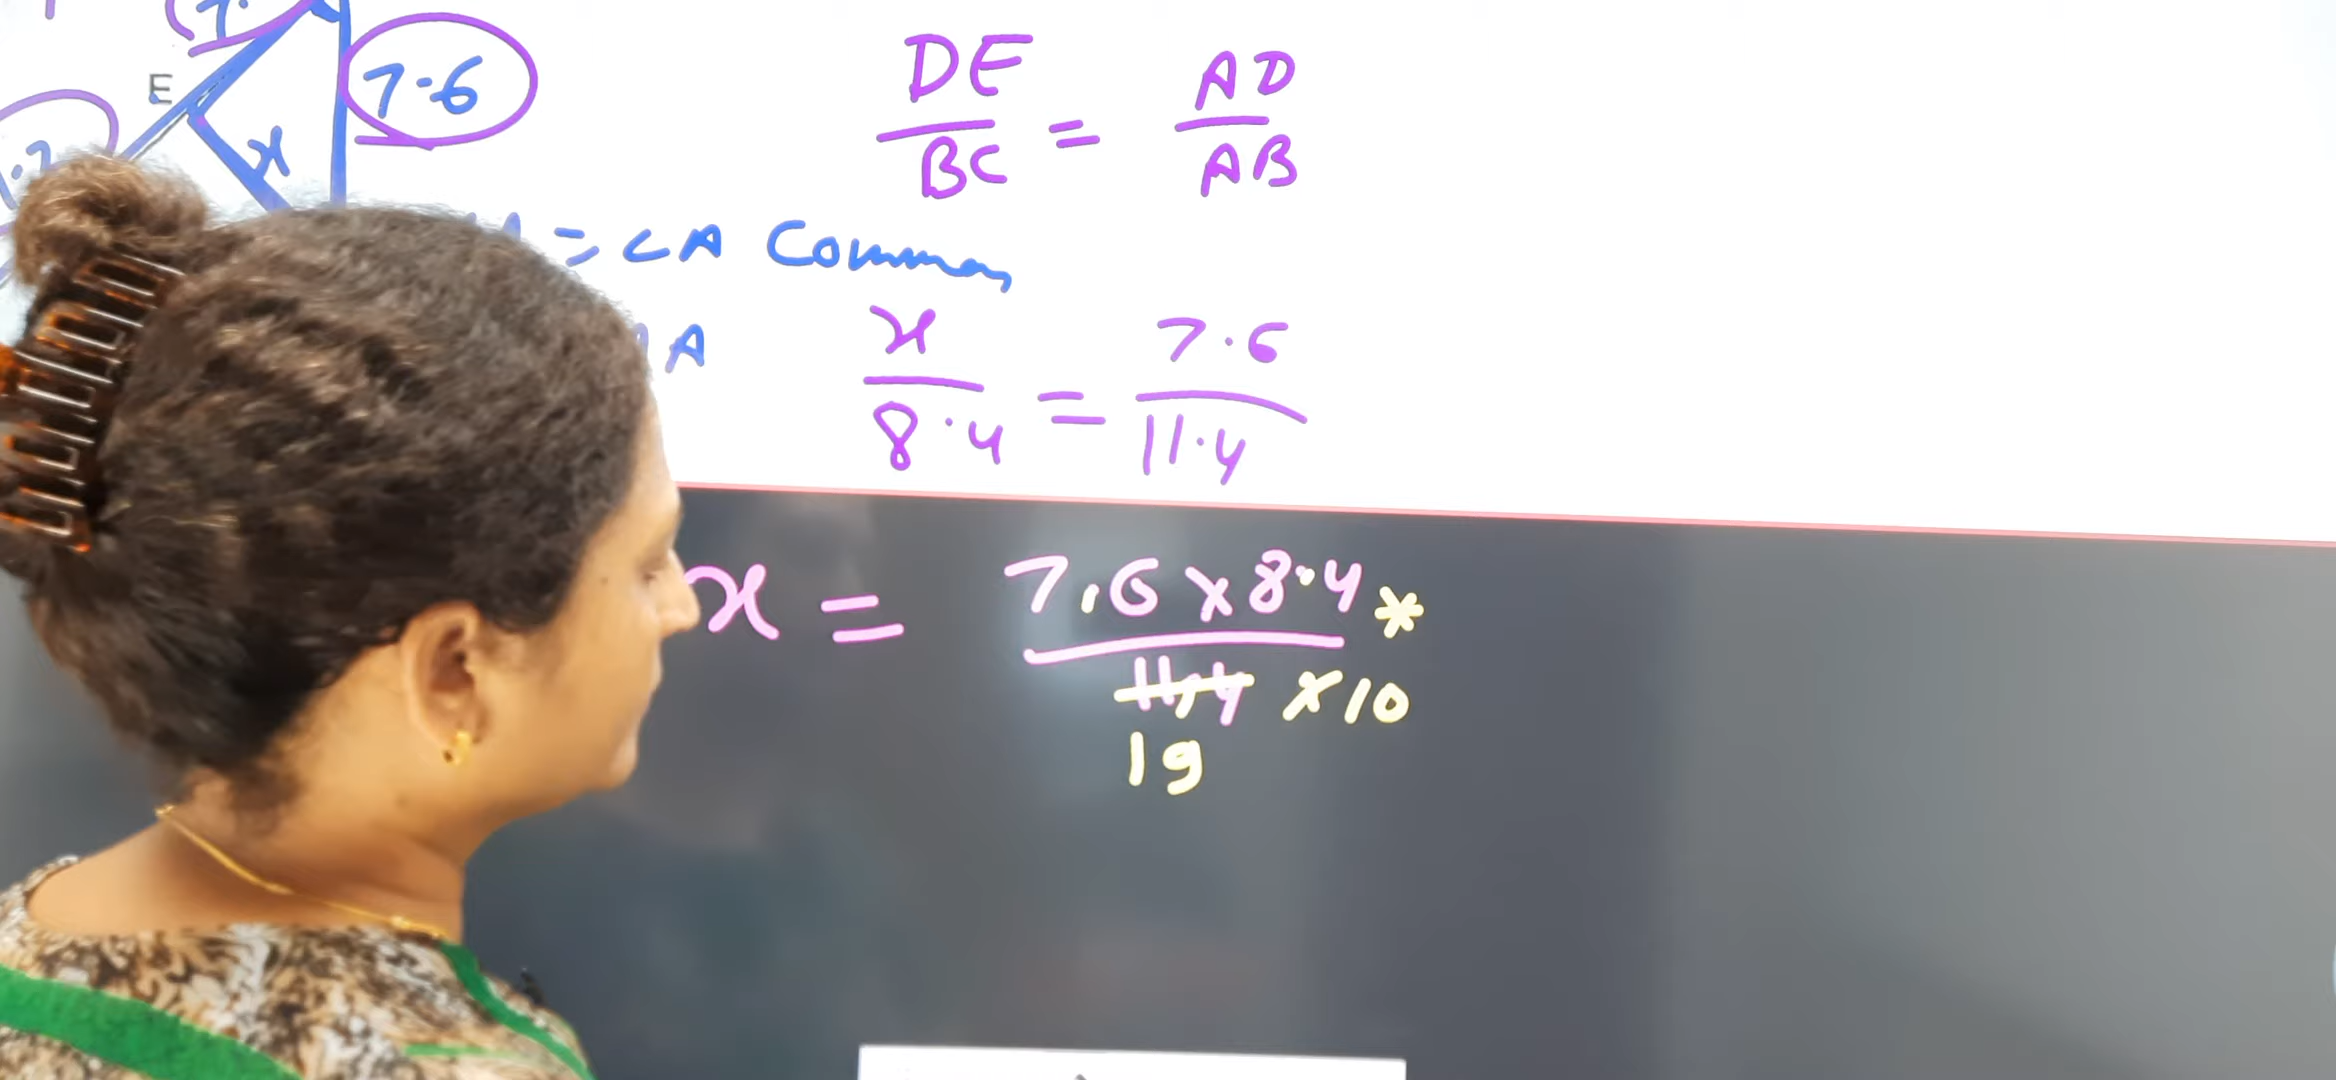 7.6
E
x
DE/BC = AD/AB
= ∠A Common
A
x/8.4 = 7.6/11.4
x = 7.6 x 8.4 *
11.4 x 10
19